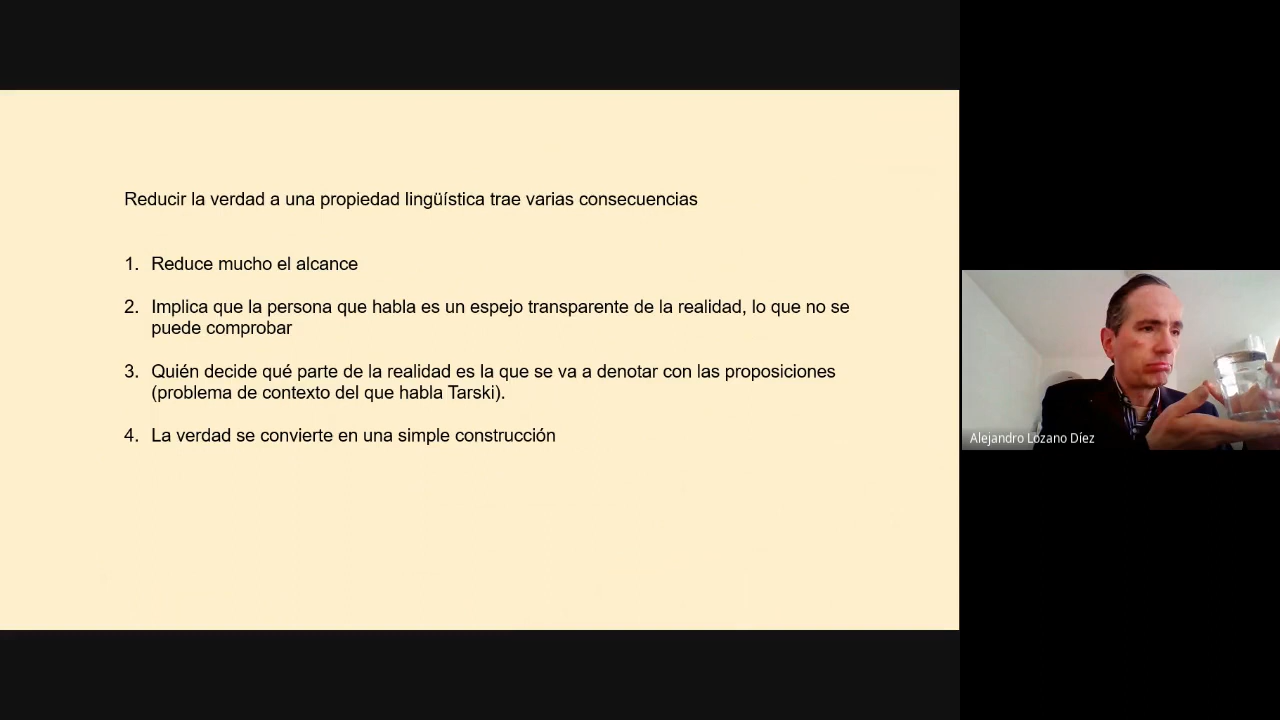 Reducir la verdad a una propiedad lingüística trae varias consecuencias
1. Reduce mucho el alcance
2. Implica que la persona que habla es un espejo transparente de la realidad, lo que no se
puede comprobar
3. Quién decide qué parte de la realidad es la que se va a denotar con las proposiciones
(problema de contexto del que habla Tarski).
4. La verdad se convierte en una simple construcción
Alejandro Lozano Díez